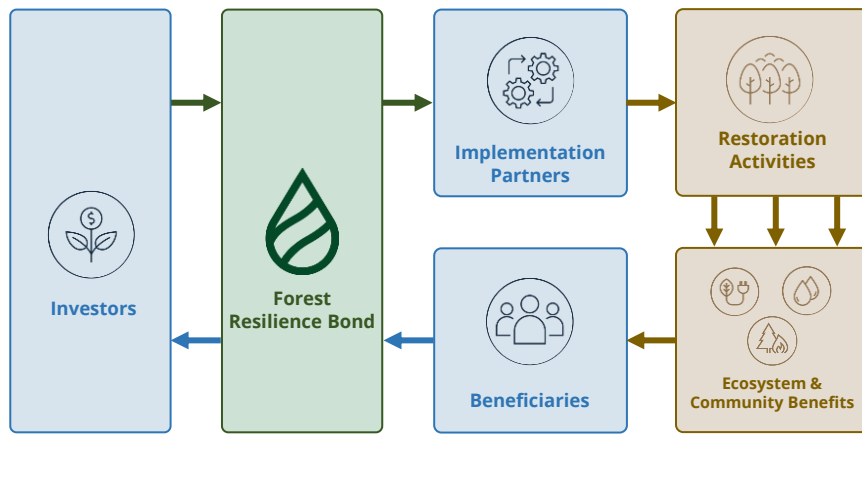 Investors
Forest
Resilience Bond
Implementation
Partners
Restoration
Activities
$
Beneficiaries
Ecosystem &
Community Benefits